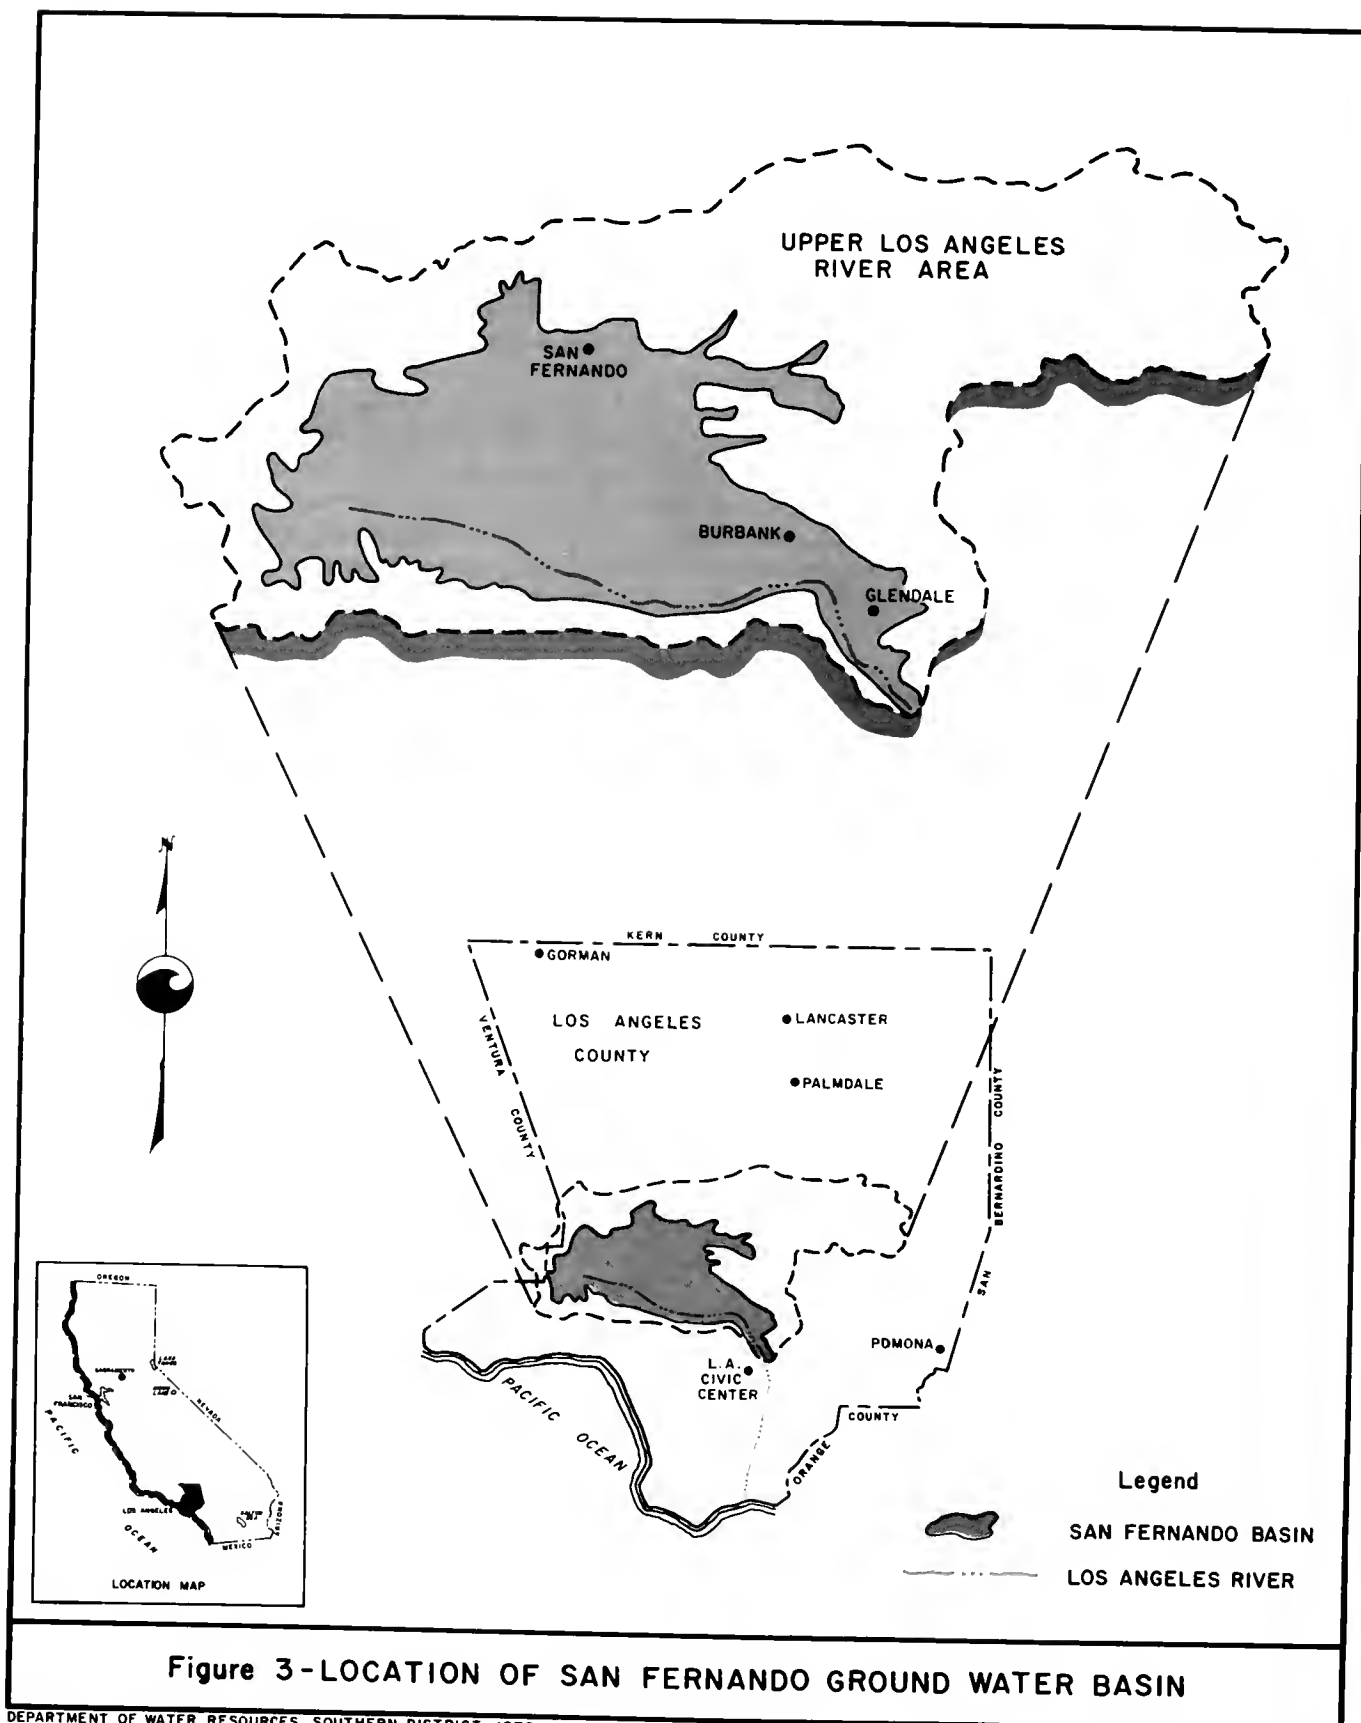 UPPER LOS ANGELES
RIVER AREA
SAN
FERNANDO
BURBANK
GLENDALE
N
KERN COUNTY
GORMAN
LOS ANGELES
COUNTY
LANCASTER
PALMDALE
VENTURA COUNTY
SAN BERNARDINO COUNTY
POMONA
L.A.
CIVIC
CENTER
PACIFIC OCEAN
ORANGE COUNTY
OREGON
SACRAMENTO
LAKE
SAN
FRANCISCO
NEVADA
PACIFIC
OCEAN
LOS ANGELES
ARIZONA
MEXICO
LOCATION MAP
Legend
SAN FERNANDO BASIN
LOS ANGELES RIVER
Figure 3-LOCATION OF SAN FERNANDO GROUND WATER BASIN
DEPARTMENT OF WATER RESOURCES, SOUTHERN DISTRICT